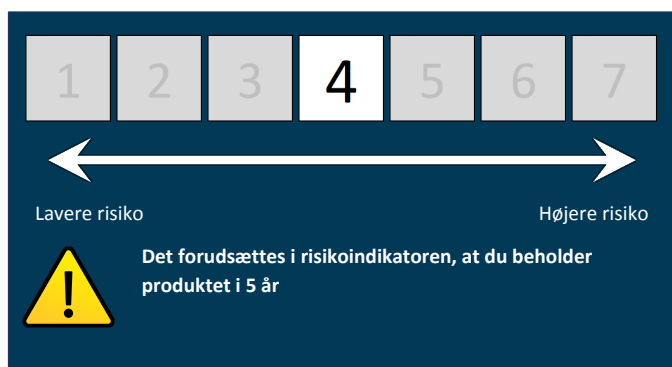 1 2 3 4 5 6 7
Lavere risiko Højere risiko
Det forudsættes i risikoindikatoren, at du beholder
produktet i 5 år